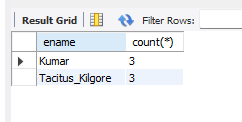 Result Grid Filter Rows:
ename count(*)
Kumar 3
Tacitus_Kilgore 3